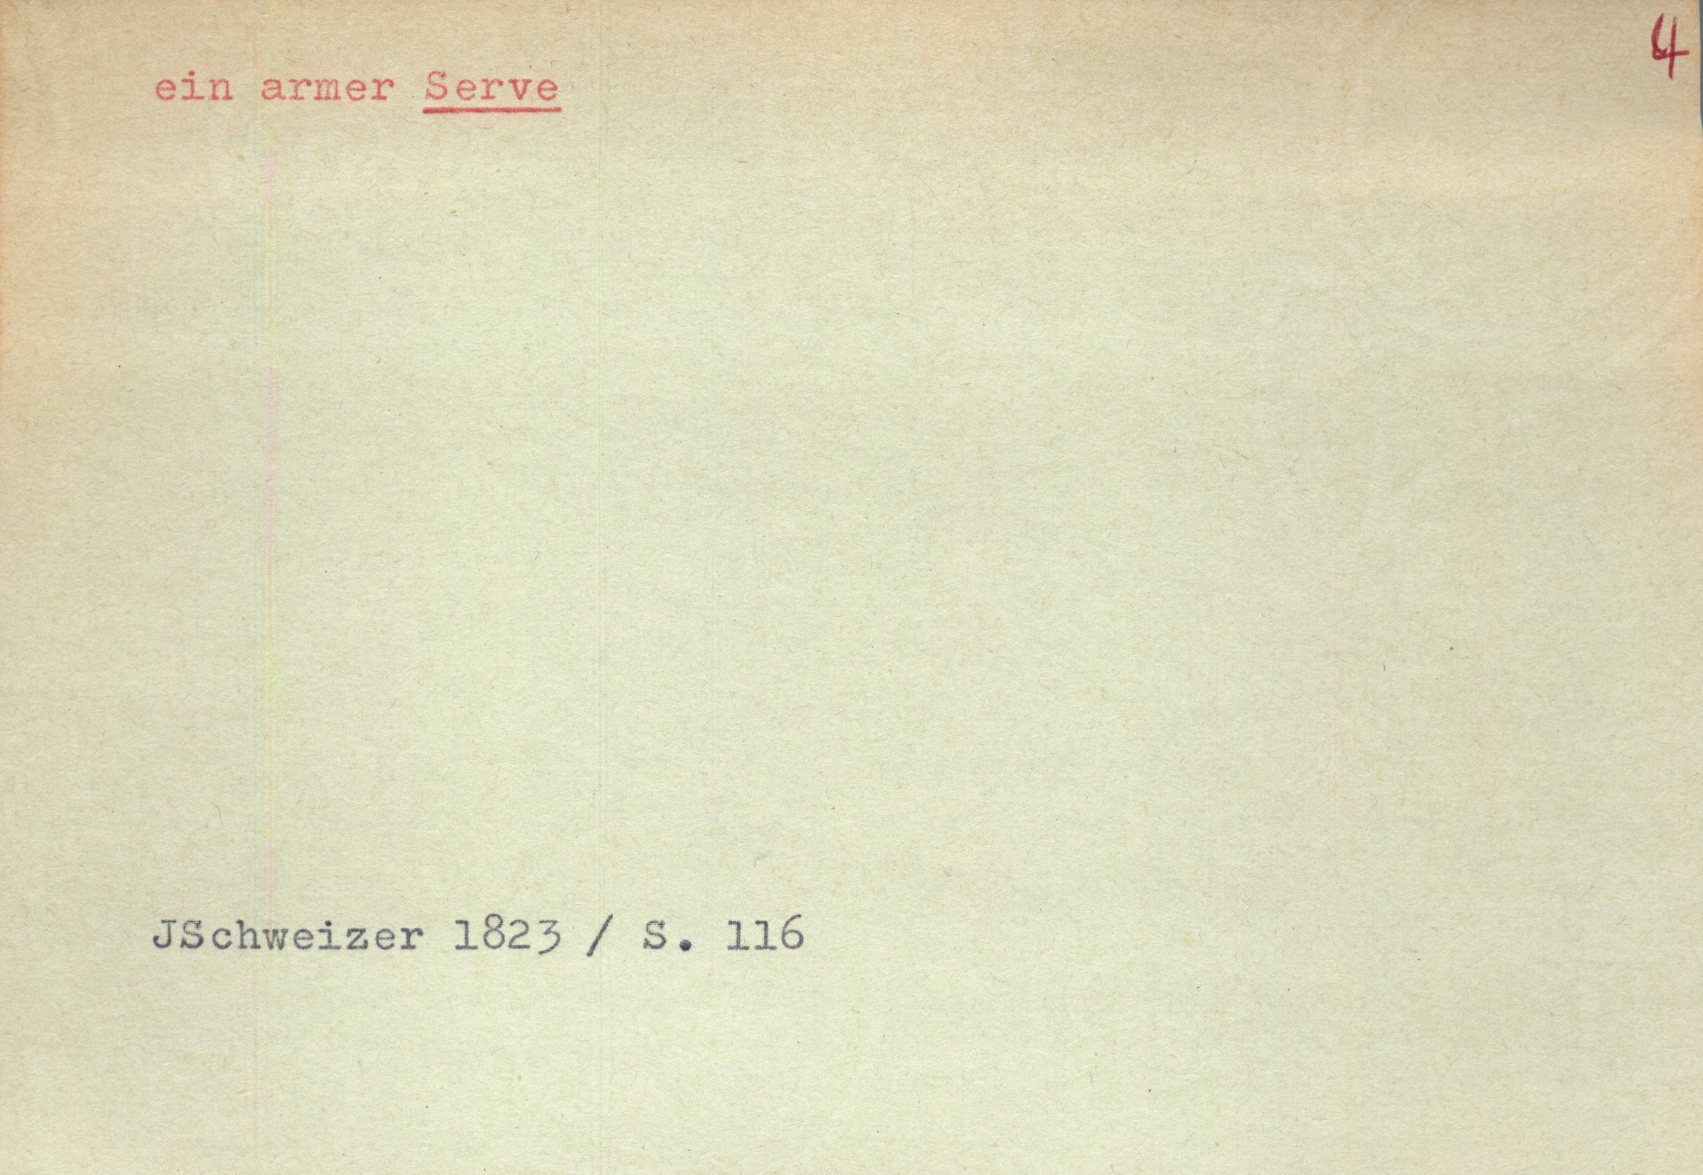 4
ein armer Serve
JSchweizer 1823 / S. 116